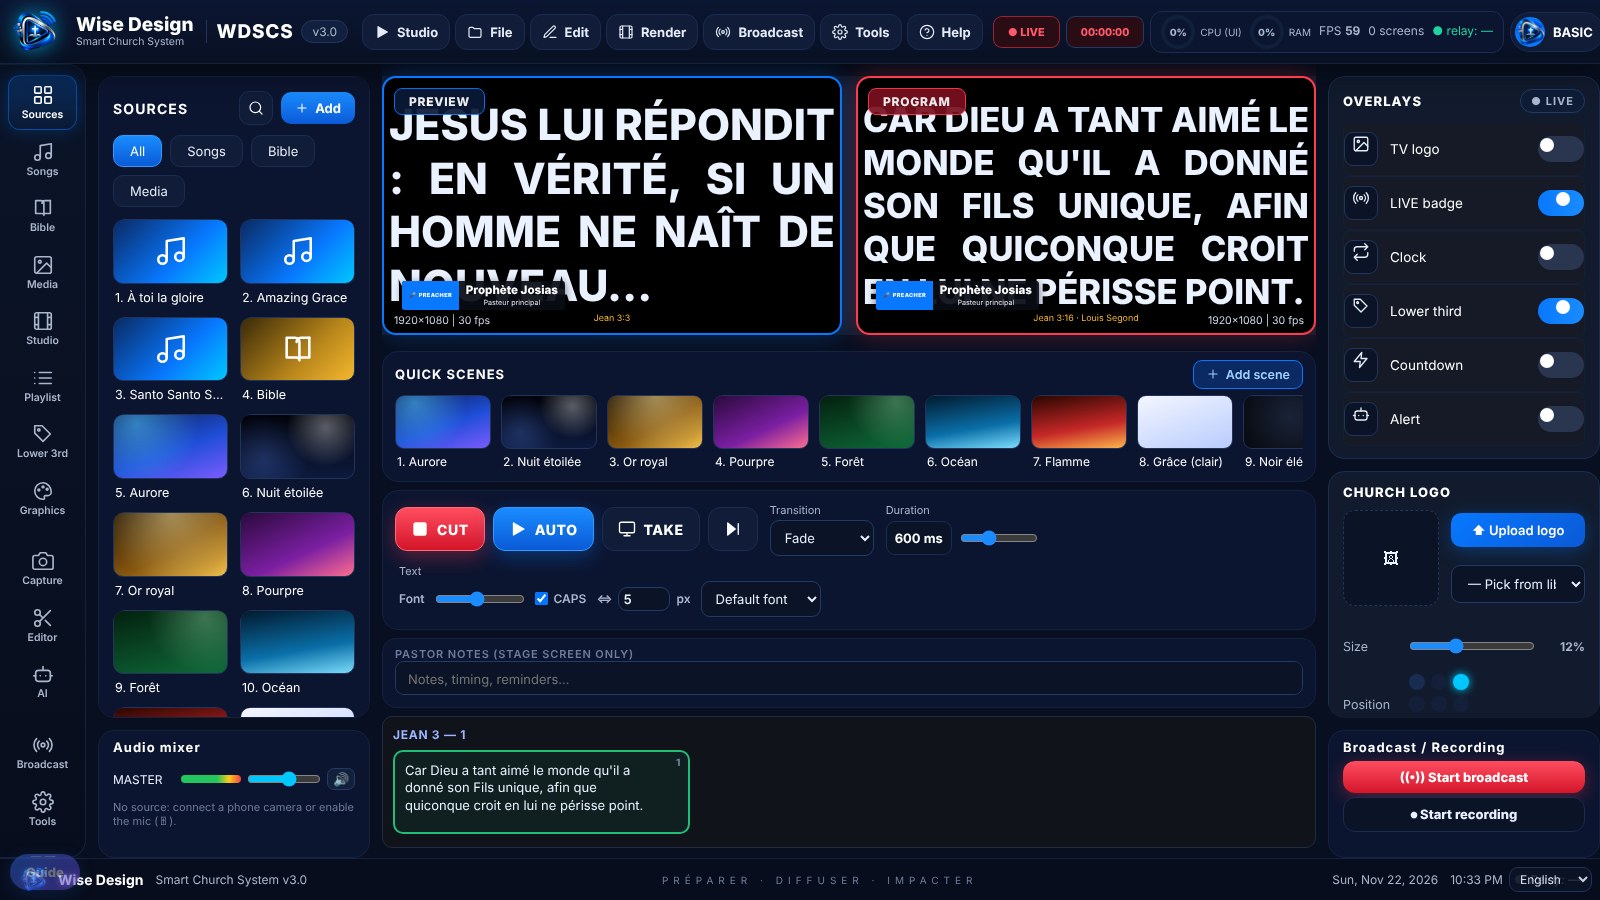 Wise Design
Smart Church System
WDSCS
v3.0
Studio
File
Edit
Render
Broadcast
Tools
Help
LIVE
00:00:00
0%
CPU (UI)
0%
RAM
FPS 59
0 screens
relay: —
BASIC
Sources
Songs
Bible
Media
Studio
Playlist
Lower 3rd
Graphics
Capture
Editor
AI
Broadcast
Tools
SOURCES
Add
All
Songs
Bible
Media
1. À toi la gloire
2. Amazing Grace
3. Santo Santo S...
4. Bible
5. Aurore
6. Nuit étoilée
7. Or royal
8. Pourpre
9. Forêt
10. Océan
Audio mixer
MASTER
No source: connect a phone camera or enable
the mic ( ).
PREVIEW
JÉSUS LUI RÉPONDIT
: EN VÉRITÉ, SI UN
HOMME NE NAÎT DE
NOUVEAU...
PREACHER
Prophète Josias
Pasteur principal
1920×1080 | 30 fps
Jean 3:3
PROGRAM
CAR DIEU A TANT AIMÉ LE
MONDE QU'IL A DONNÉ
SON FILS UNIQUE, AFIN
QUE QUICONQUE CROIT
EN LUI NE PÉRISSE POINT.
PREACHER
Prophète Josias
Pasteur principal
Jean 3:16 · Louis Segond
1920×1080 | 30 fps
QUICK SCENES
Add scene
1. Aurore
2. Nuit étoilée
3. Or royal
4. Pourpre
5. Forêt
6. Océan
7. Flamme
8. Grâce (clair)
9. Noir élé
CUT
AUTO
TAKE
Transition
Fade
Duration
600 ms
Text
Font
CAPS
5
px
Default font
PASTOR NOTES (STAGE SCREEN ONLY)
Notes, timing, reminders...
JEAN 3 — 1
1
Car Dieu a tant aimé le monde qu'il a
donné son Fils unique, afin que
quiconque croit en lui ne périsse point.
OVERLAYS
LIVE
TV logo
LIVE badge
Clock
Lower third
Countdown
Alert
CHURCH LOGO
Upload logo
— Pick from lib
Size
12%
Position
Broadcast / Recording
Start broadcast
Start recording
Guide
Wise Design
Smart Church System v3.0
PRÉPARER · DIFFUSER · IMPACTER
Sun, Nov 22, 2026
10:33 PM
English